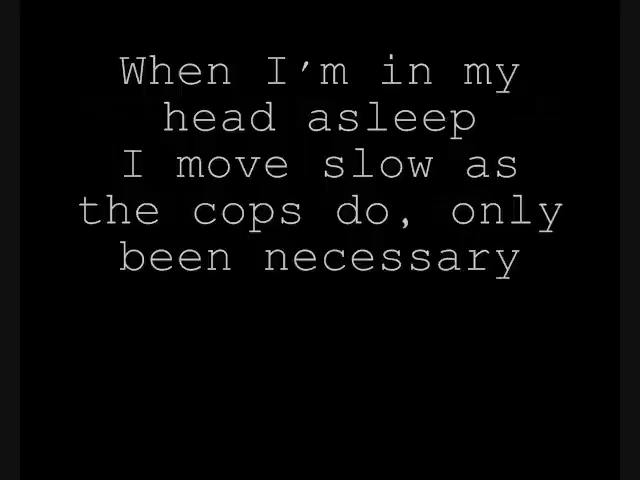 When I'm in my
head asleep
I move slow as
the cops do, only
been necessary